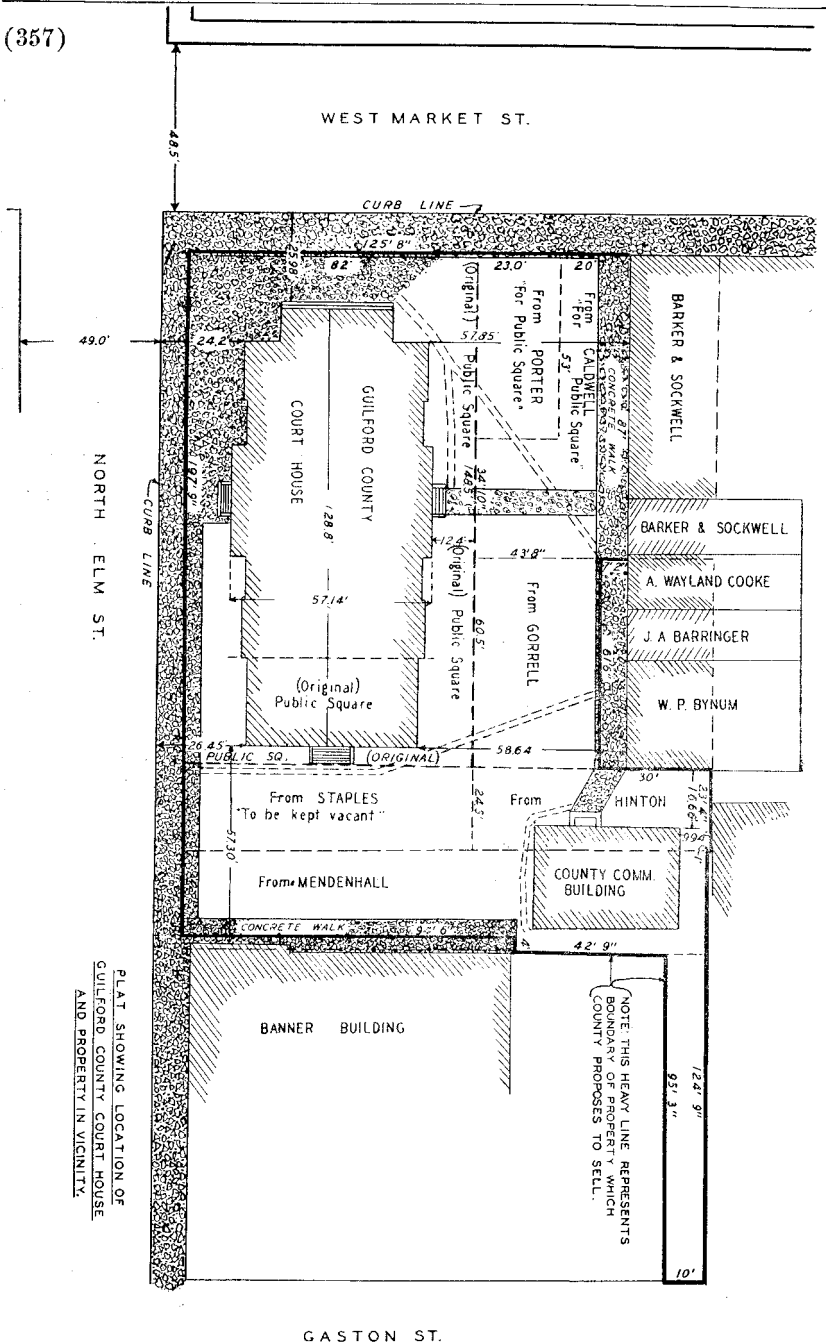 (357)
WEST MARKET ST.
48.5'
CURB LINE
125' 8"
25.98'
82'
23.0'
20'
49.0'
24.2'
57.85'
(Original) Public Square
From PORTER
"For Public Square"
From CALDWELL
"For Public Square"
53'
CONCRETE WALK
87'
BARKER & SOCKWELL
GUILFORD COUNTY
COURT HOUSE
128.8'
NORTH ELM ST.
CURB LINE
34' 10"
BARKER & SOCKWELL
A. WAYLAND COOKE
J. A BARRINGER
W. P. BYNUM
12.4'
43'8"
(Original) Public Square
60.5'
From GORRELL
57.14'
(Original)
Public Square
26.45'
PUBLIC SQ. (ORIGINAL)
58.64
30'
23' 4"
16.66'
From STAPLES
"To be kept vacant"
57.30'
24.3'
From HINTON
From MENDENHALL
COUNTY COMM.
BUILDING
CONCRETE WALK
42' 9"
BANNER BUILDING
NOTE: THIS HEAVY LINE REPRESENTS
BOUNDARY OF PROPERTY WHICH
COUNTY PROPOSES TO SELL.
124' 9"
95' 3"
10'
PLAT SHOWING LOCATION OF
GUILFORD COUNTY COURT HOUSE
AND PROPERTY IN VICINITY.
GASTON ST.